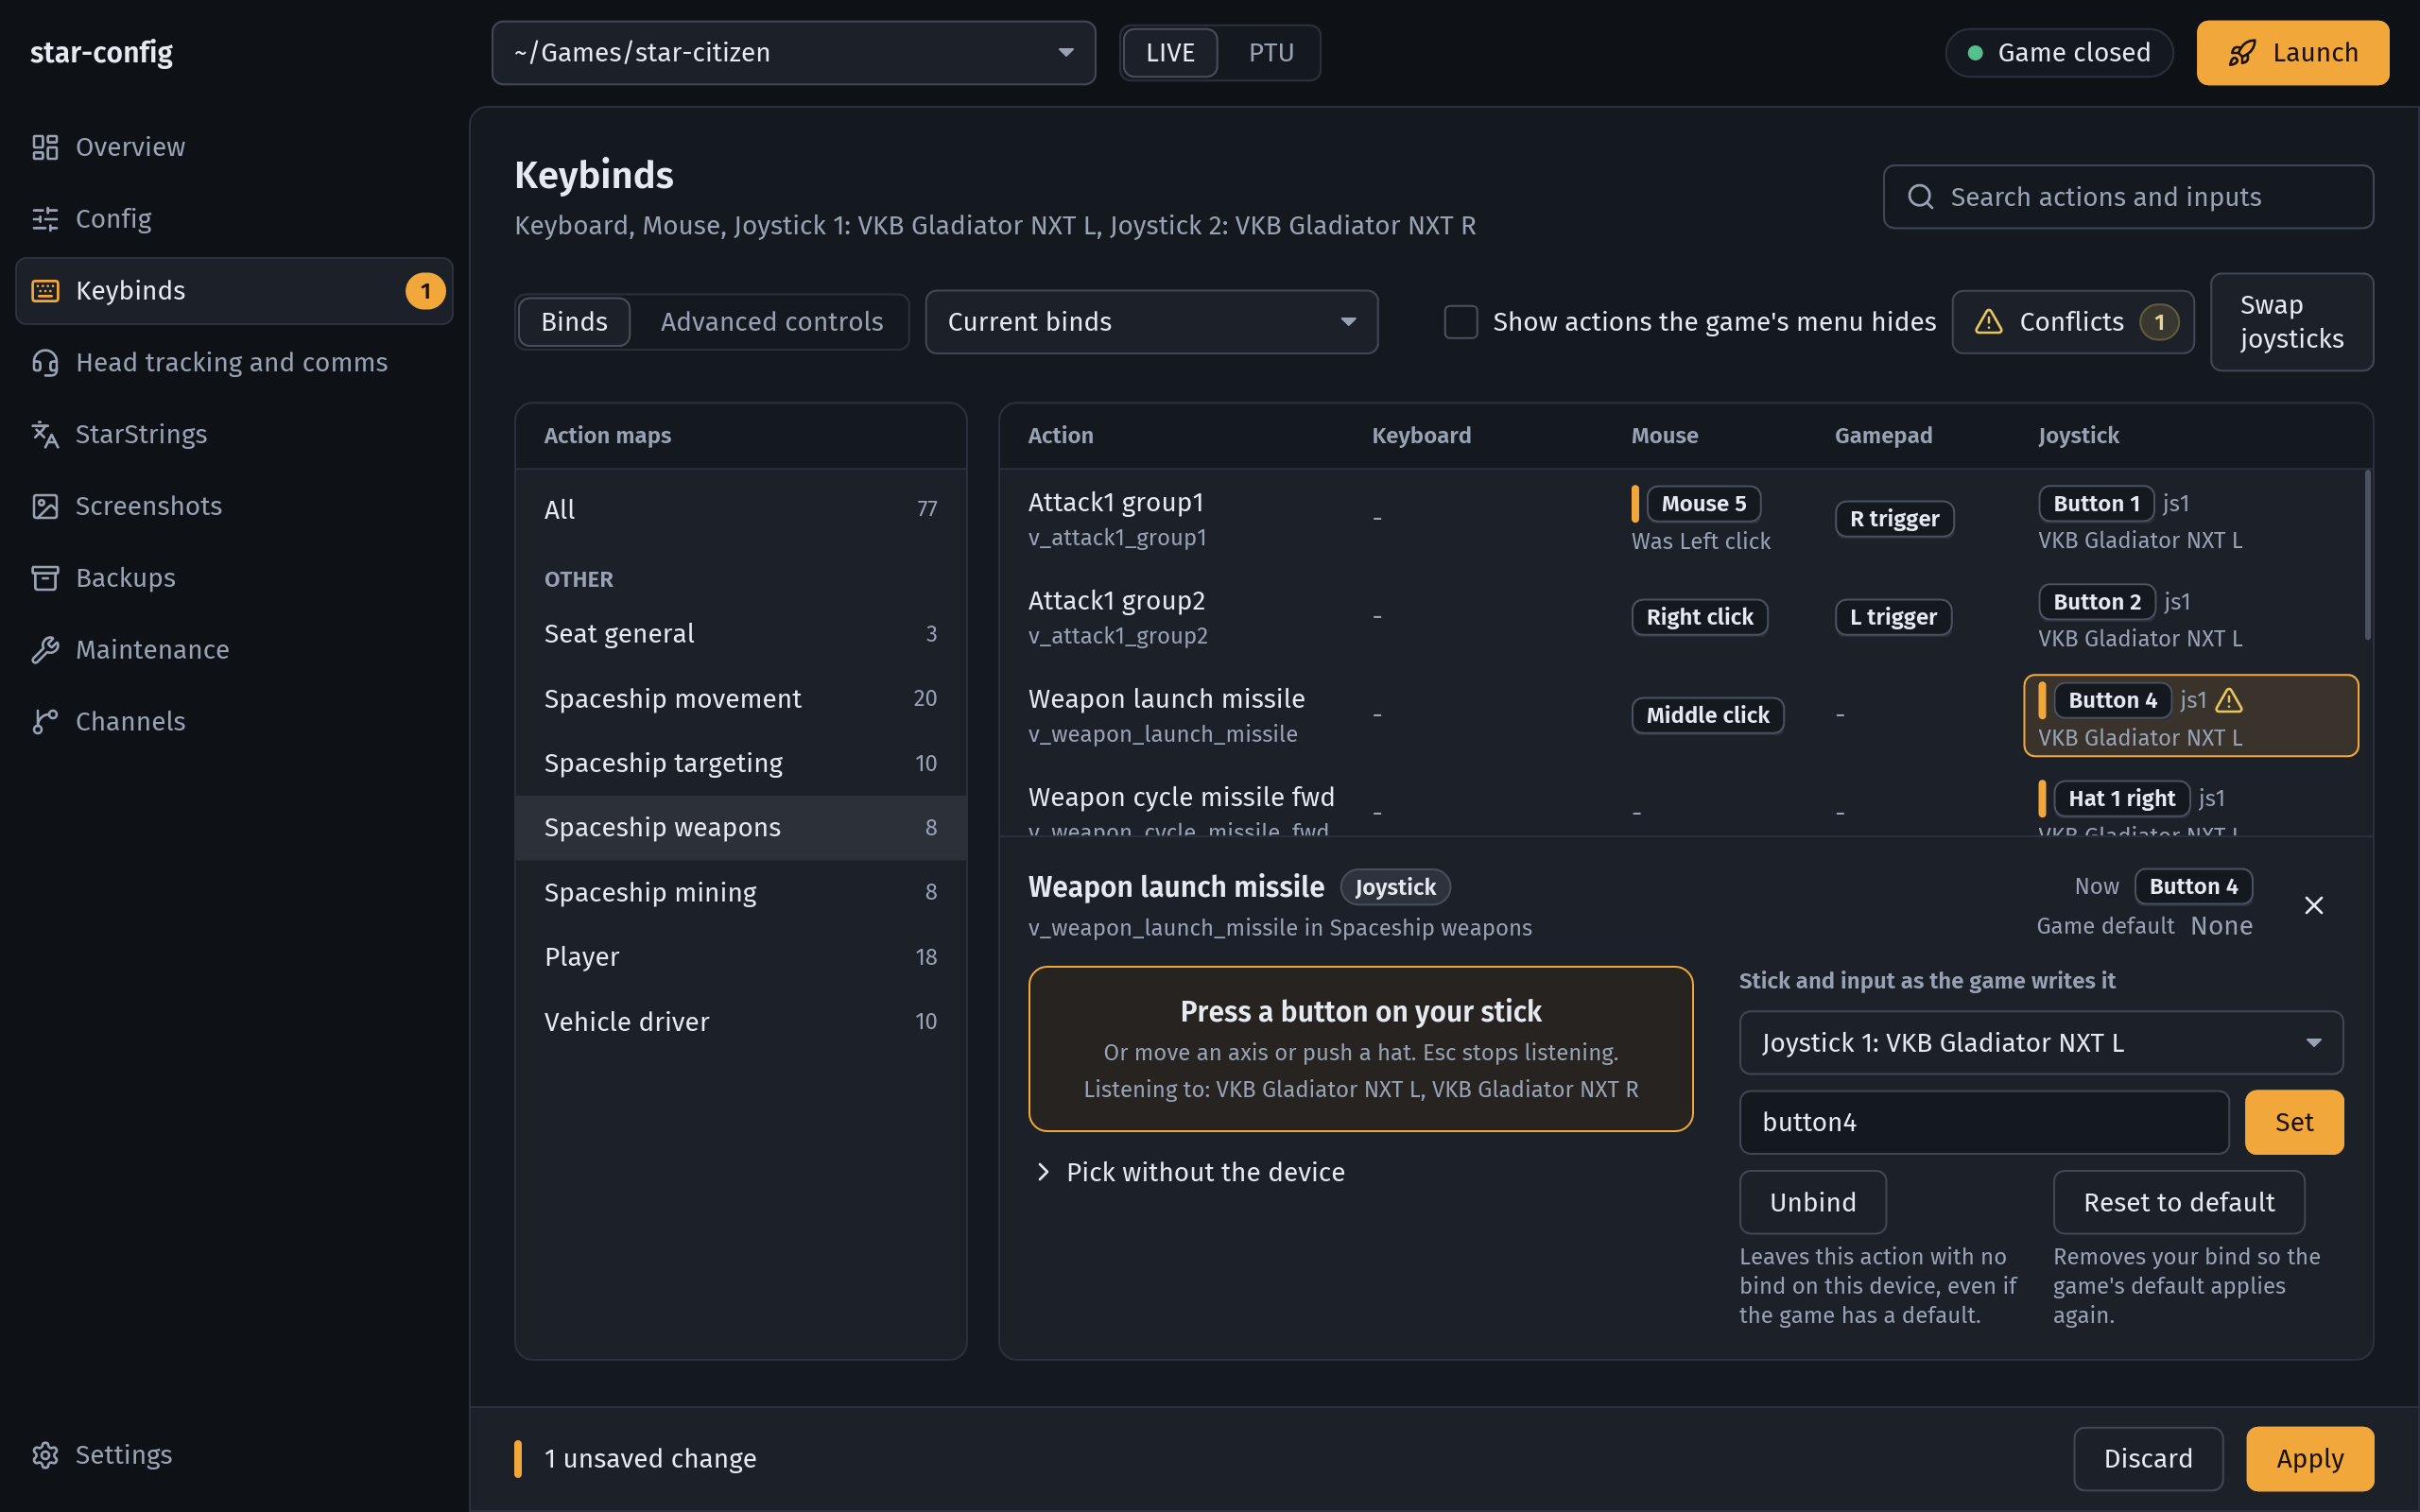 star-config
~/Games/star-citizen
LIVE
PTU
Game closed
Launch
Overview
Config
Keybinds
1
Head tracking and comms
StarStrings
Screenshots
Backups
Maintenance
Channels
Settings
Keybinds
Keyboard, Mouse, Joystick 1: VKB Gladiator NXT L, Joystick 2: VKB Gladiator NXT R
Search actions and inputs
Binds
Advanced controls
Current binds
Show actions the game's menu hides
Conflicts 1
Swap
joysticks
Action maps
All 77
OTHER
Seat general 3
Spaceship movement 20
Spaceship targeting 10
Spaceship weapons 8
Spaceship mining 8
Player 18
Vehicle driver 10
Action Keyboard Mouse Gamepad Joystick
Attack1 group1
v_attack1_group1
-
Mouse 5
Was Left click
R trigger
Button 1 js1
VKB Gladiator NXT L
Attack1 group2
v_attack1_group2
-
Right click
L trigger
Button 2 js1
VKB Gladiator NXT L
Weapon launch missile
v_weapon_launch_missile
-
Middle click
-
Button 4 js1
VKB Gladiator NXT L
Weapon cycle missile fwd
v_weapon_cycle_missile_fwd
-
-
-
Hat 1 right js1
VKB Gladiator NXT L
Weapon launch missile Joystick
v_weapon_launch_missile in Spaceship weapons
Now Button 4
Game default None
Press a button on your stick
Or move an axis or push a hat. Esc stops listening.
Listening to: VKB Gladiator NXT L, VKB Gladiator NXT R
Pick without the device
Stick and input as the game writes it
Joystick 1: VKB Gladiator NXT L
button4
Set
Unbind
Leaves this action with no
bind on this device, even if
the game has a default.
Reset to default
Removes your bind so the
game's default applies
again.
1 unsaved change
Discard
Apply